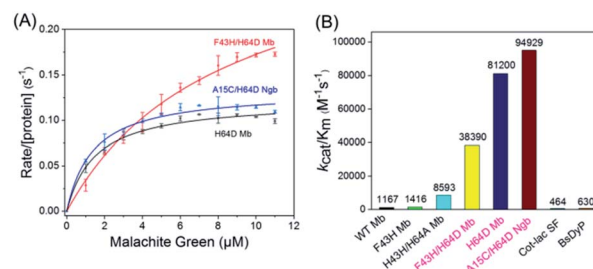 (A)
Rate/[protein] (s⁻¹)
0.20
0.15
0.10
0.05
0.00
F43H/H64D Mb
A15C/H64D Ngb
H64D Mb
0 2 4 6 8 10 12
Malachite Green (μM)
(B)
kcat/Km (M⁻¹s⁻¹)
100000
80000
60000
40000
20000
0
1167
1416
8593
38390
81200
94929
464
630
WT Mb
F43H Mb
H43H/H64A Mb
F43H/H64D Mb
H64D Mb
A15C/H64D Ngb
Cot-lac SF
BsDyP